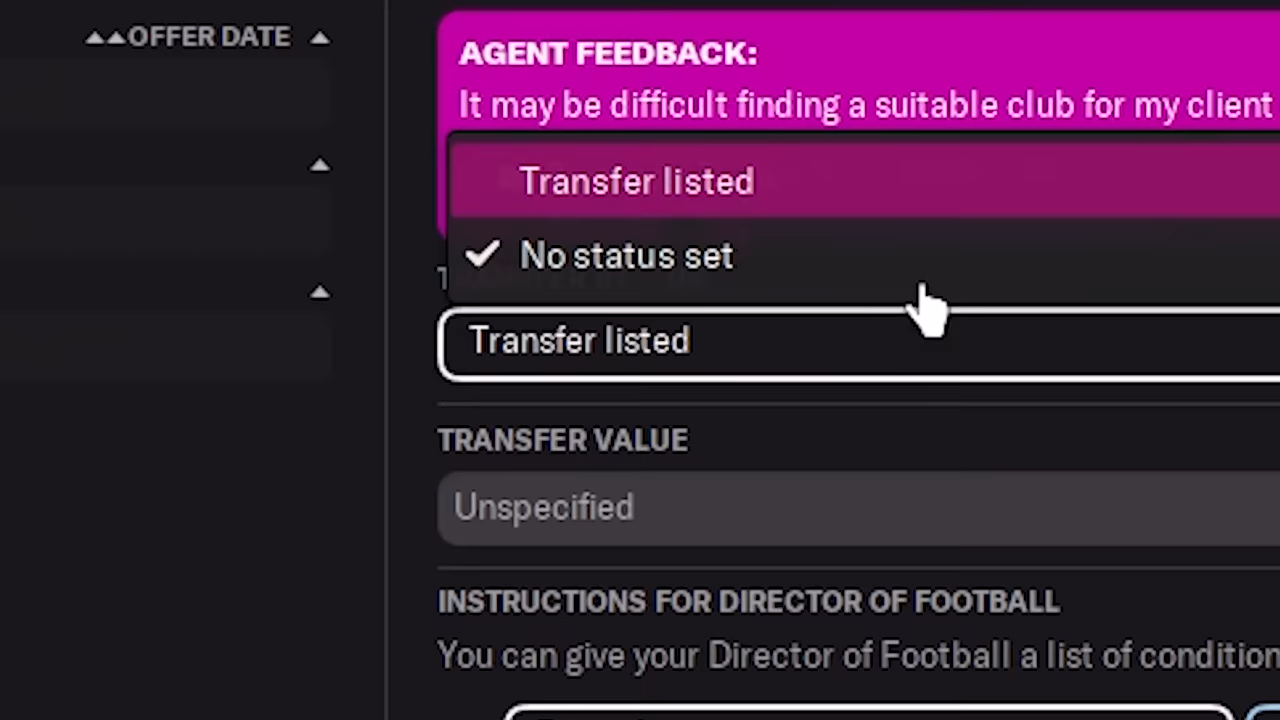 OFFER DATE
AGENT FEEDBACK:
It may be difficult finding a suitable club for my client
Transfer listed
No status set
Transfer listed
TRANSFER VALUE
Unspecified
INSTRUCTIONS FOR DIRECTOR OF FOOTBALL
You can give your Director of Football a list of condition